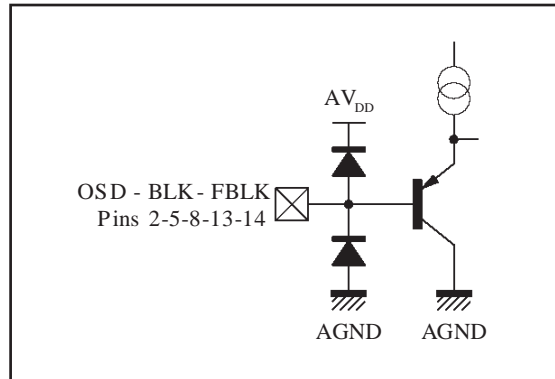 AVDD
OSD - BLK - FBLK
Pins 2-5-8-13-14
AGND
AGND